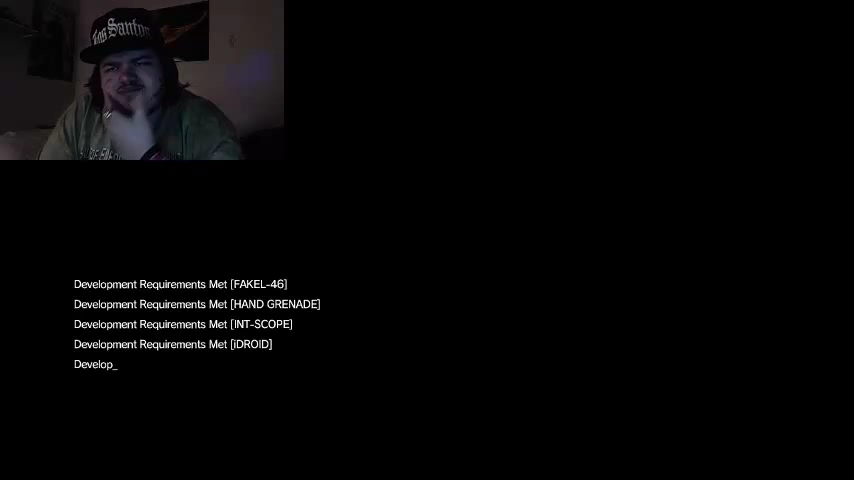 Los Santos
Development Requirements Met [FAKEL-46]
Development Requirements Met [HAND GRENADE]
Development Requirements Met [INT-SCOPE]
Development Requirements Met [iDROID]
Develop_